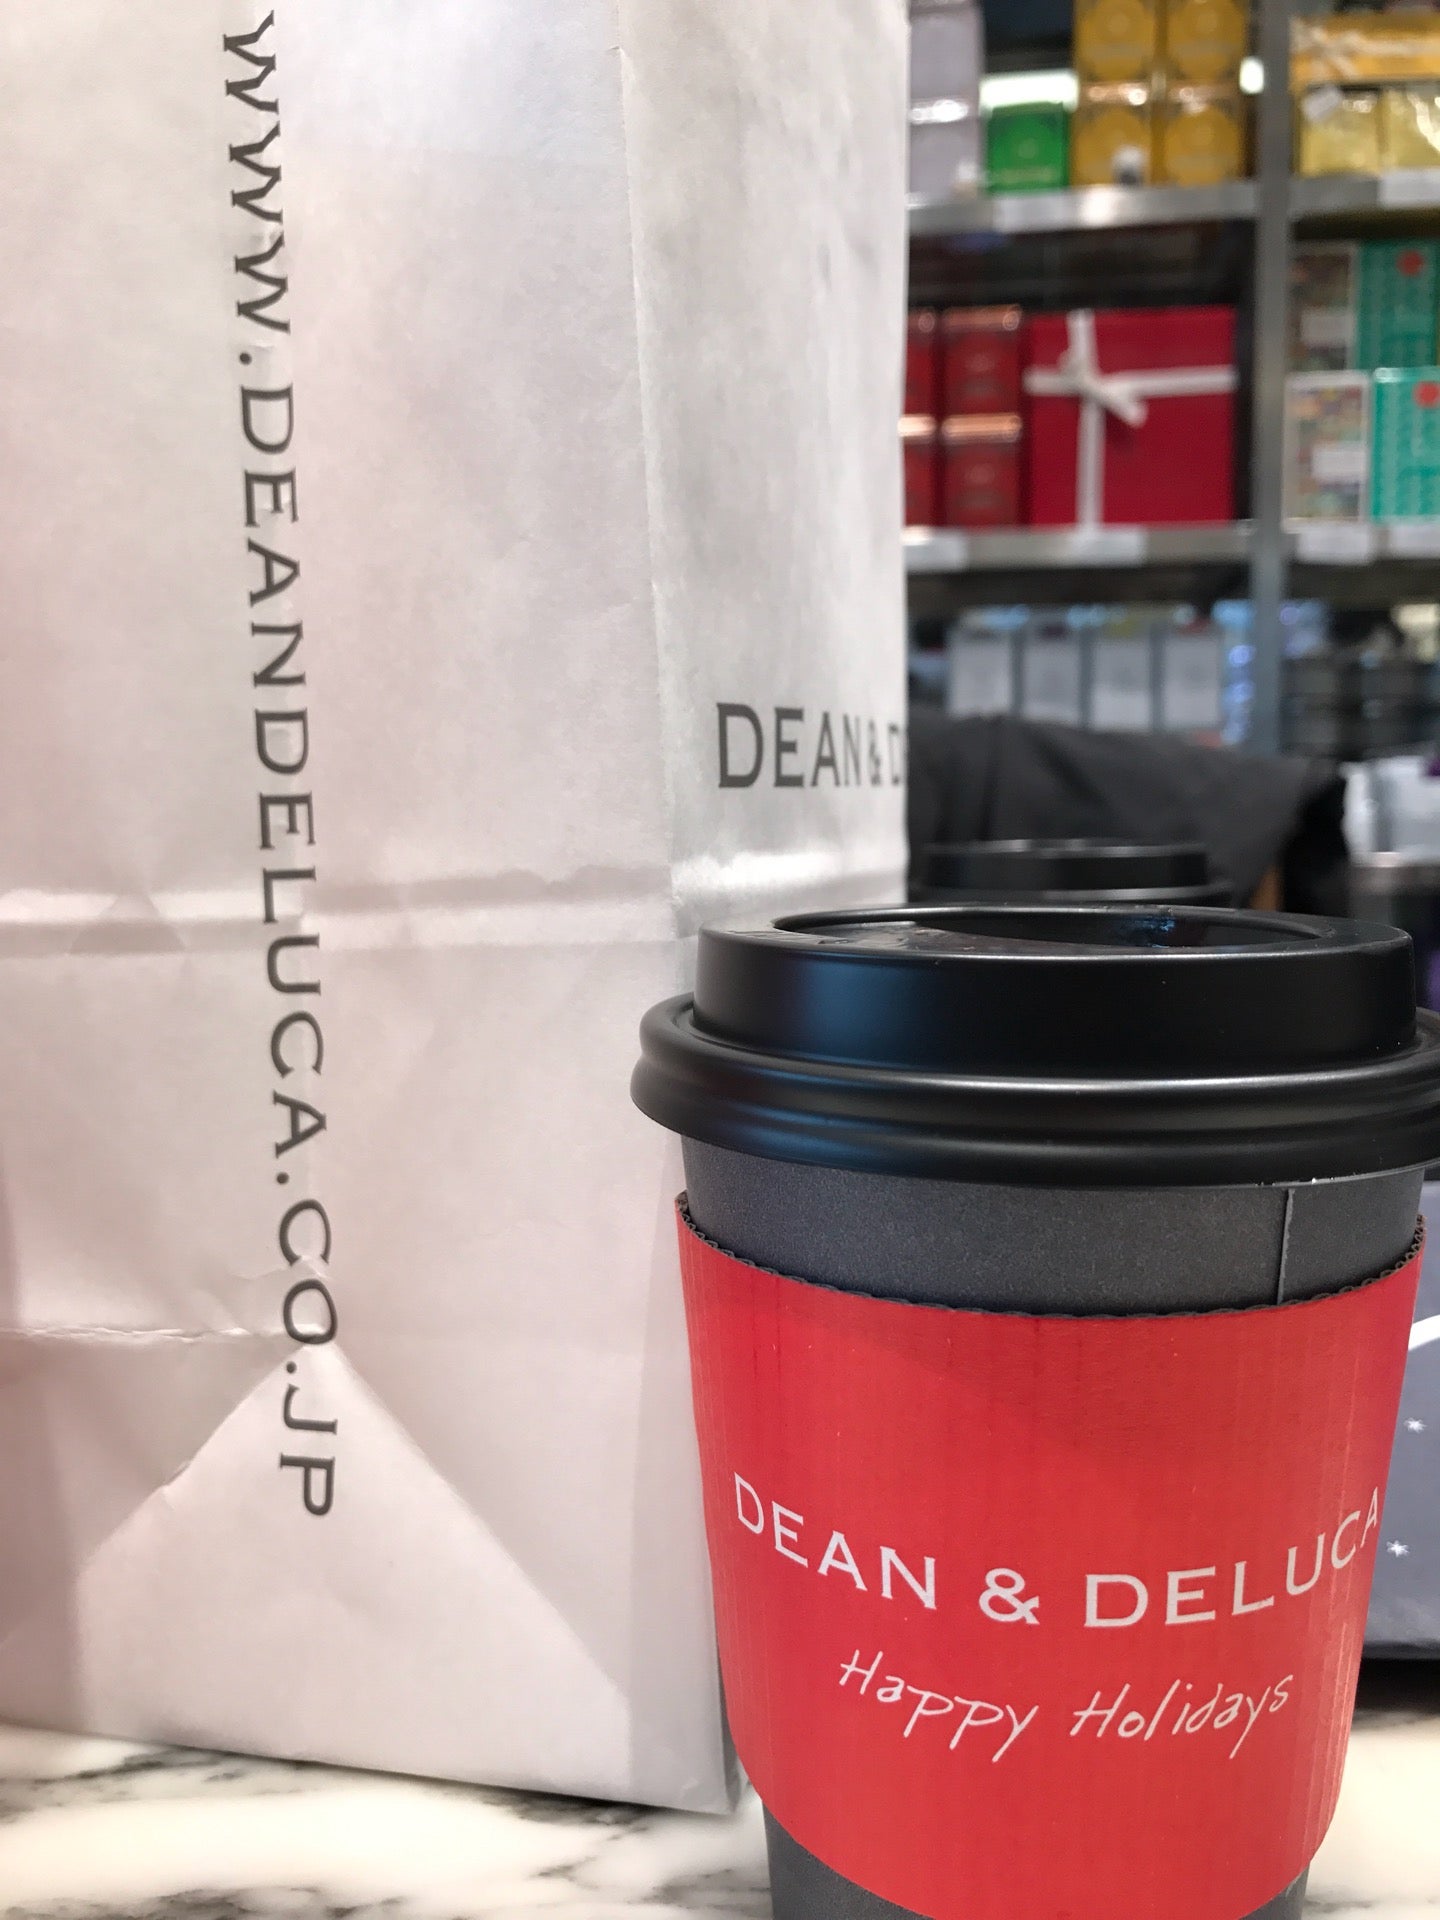 WWW.DEANDELUCA.CO.JP
DEAN & D
DEAN & DELUCA
Happy Holidays